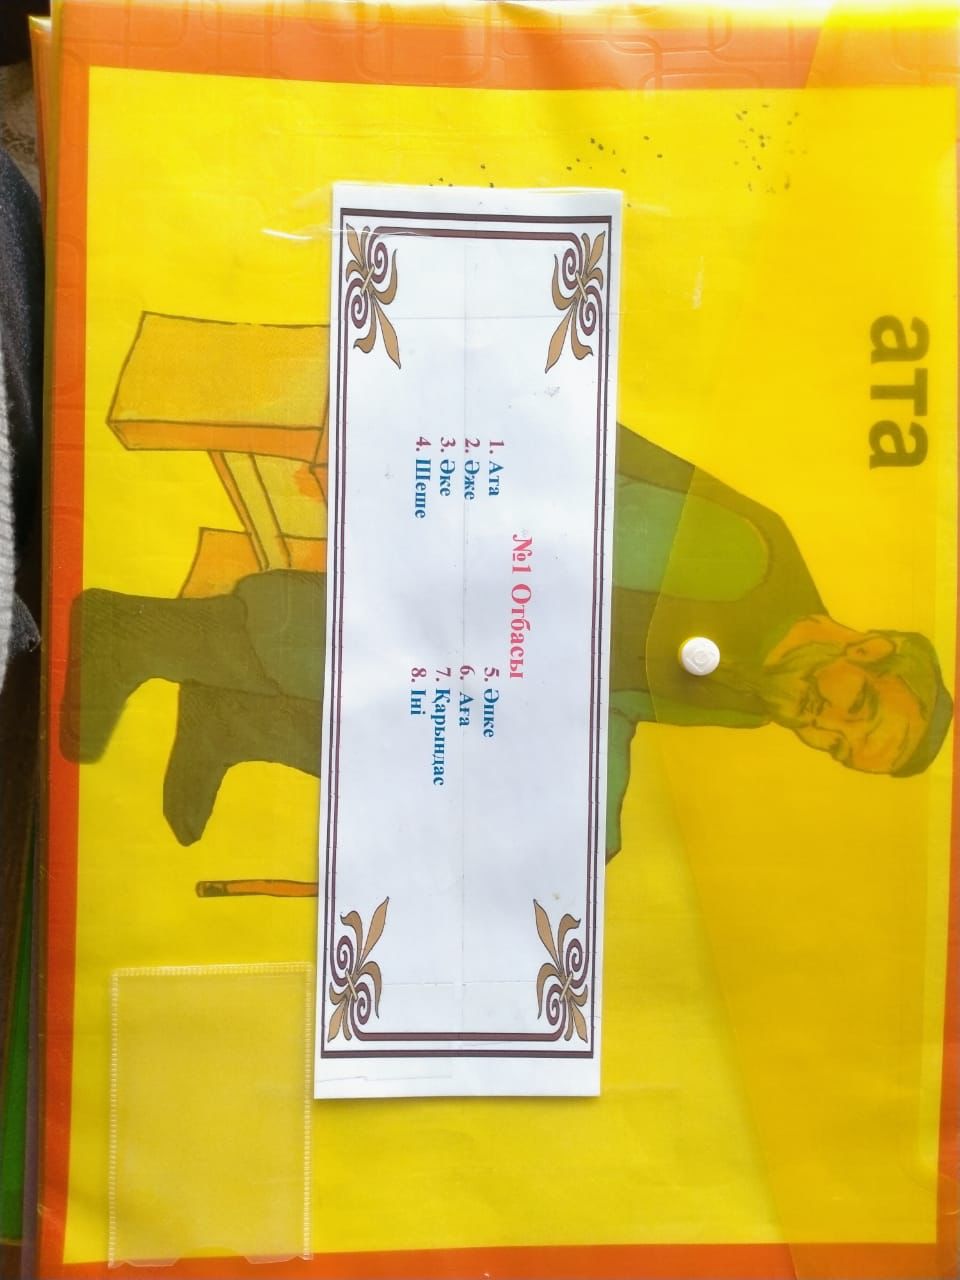 ата
№1 Отбасы
1. Ата
2. Әже
3. Әке
4. Шеше
5. Әпке
6. Аға
7. Қарындас
8. Іні